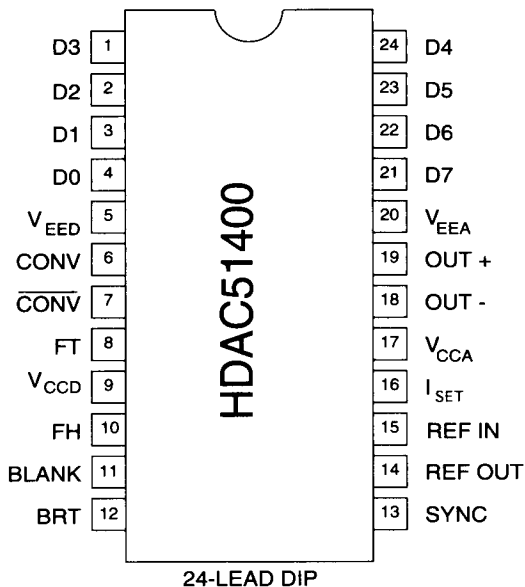 D3 1 24 D4
D2 2 23 D5
D1 3 22 D6
D0 4 21 D7
VEED 5 20 VEEA
CONV 6 19 OUT +
CONV 7 18 OUT -
FT 8 17 VCCA
VCCD 9 16 ISET
FH 10 15 REF IN
BLANK 11 14 REF OUT
BRT 12 13 SYNC
HDAC51400
24-LEAD DIP